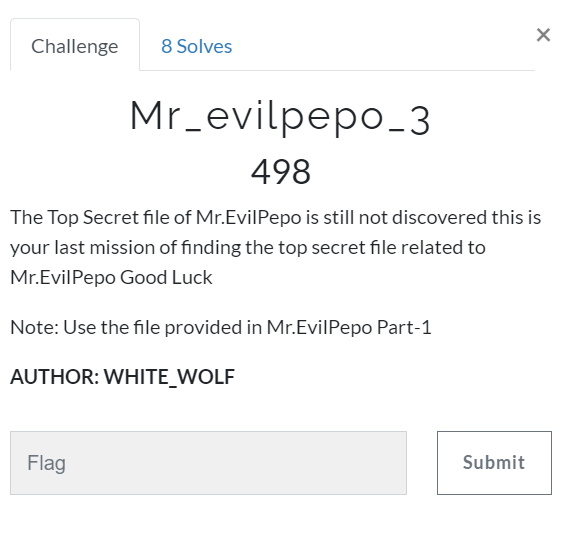 Challenge
8 Solves
×
Mr_evilpepo_3
498
The Top Secret file of Mr.EvilPepo is still not discovered this is
your last mission of finding the top secret file related to
Mr.EvilPepo Good Luck
Note: Use the file provided in Mr.EvilPepo Part-1
AUTHOR: WHITE_WOLF
Flag
Submit